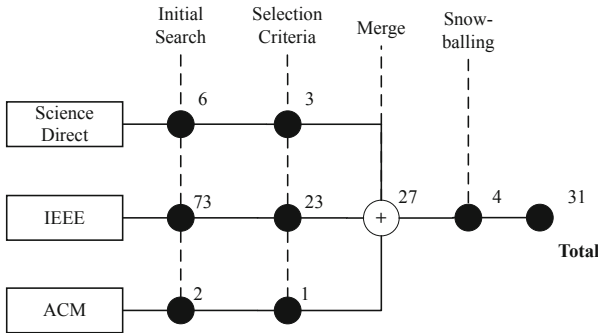 Initial
Search
Selection
Criteria
Merge
Snow-
balling
6
3
Science
Direct
73
23
27
4
31
IEEE
+
Total
2
1
ACM